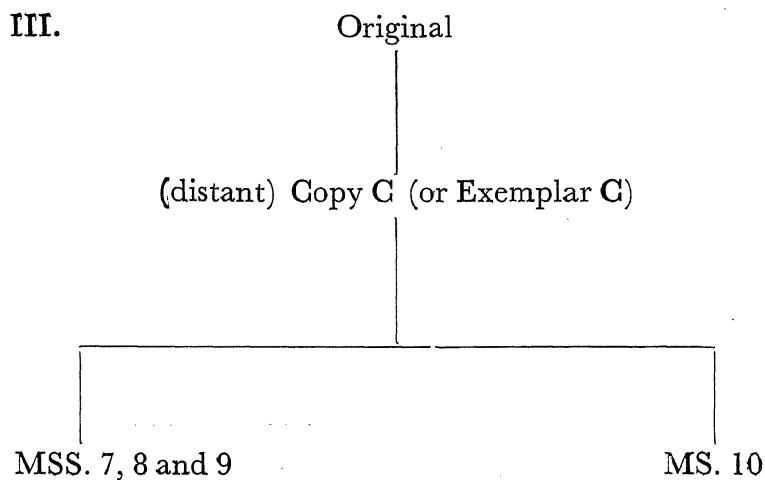 III.
Original
(distant) Copy C (or Exemplar C)
MSS. 7, 8 and 9
MS. 10